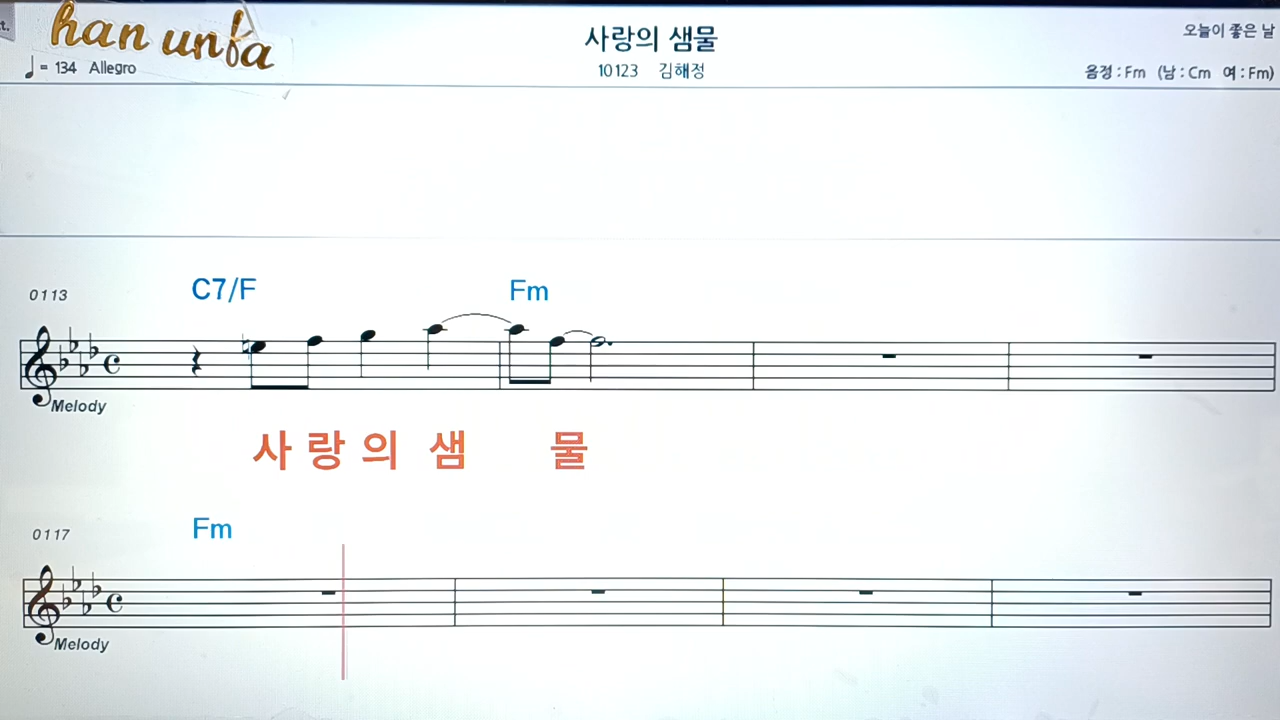 t.
han unfa
사랑의 샘물
오늘이 좋은 날
♩= 134 Allegro
10123 김해정
음정 : Fm (남 : Cm 여 : Fm)
C7/F Fm
0113
Melody
사 랑 의 샘 물
Fm
0117
Melody